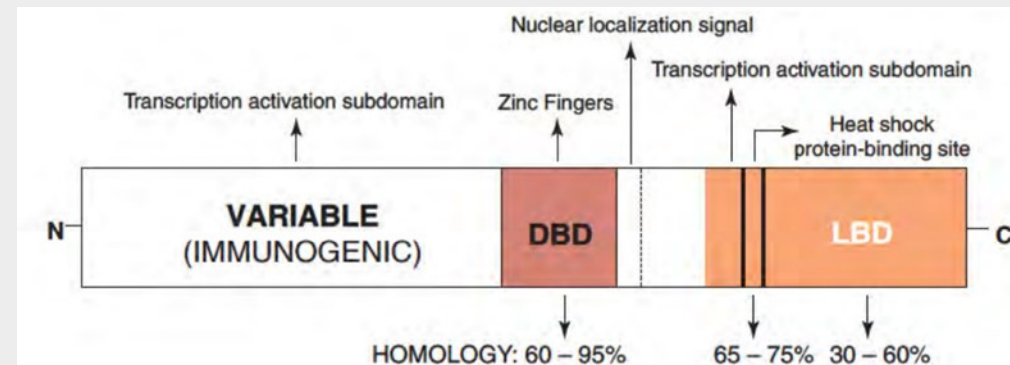 Nuclear localization signal
Transcription activation subdomain
Transcription activation subdomain
Zinc Fingers
Heat shock
protein-binding site
N
VARIABLE
(IMMUNOGENIC)
DBD
LBD
C
HOMOLOGY: 60 – 95%
65 – 75%
30 – 60%